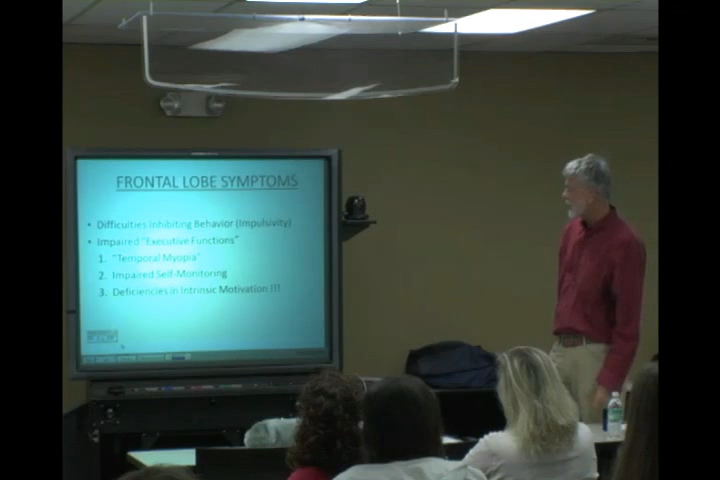 FRONTAL LOBE SYMPTOMS
• Difficulties Inhibiting Behavior (Impulsivity)
• Impaired "Executive Functions"
1. "Temporal Myopia"
2. Impaired Self-Monitoring
3. Deficiencies in Intrinsic Motivation !!!